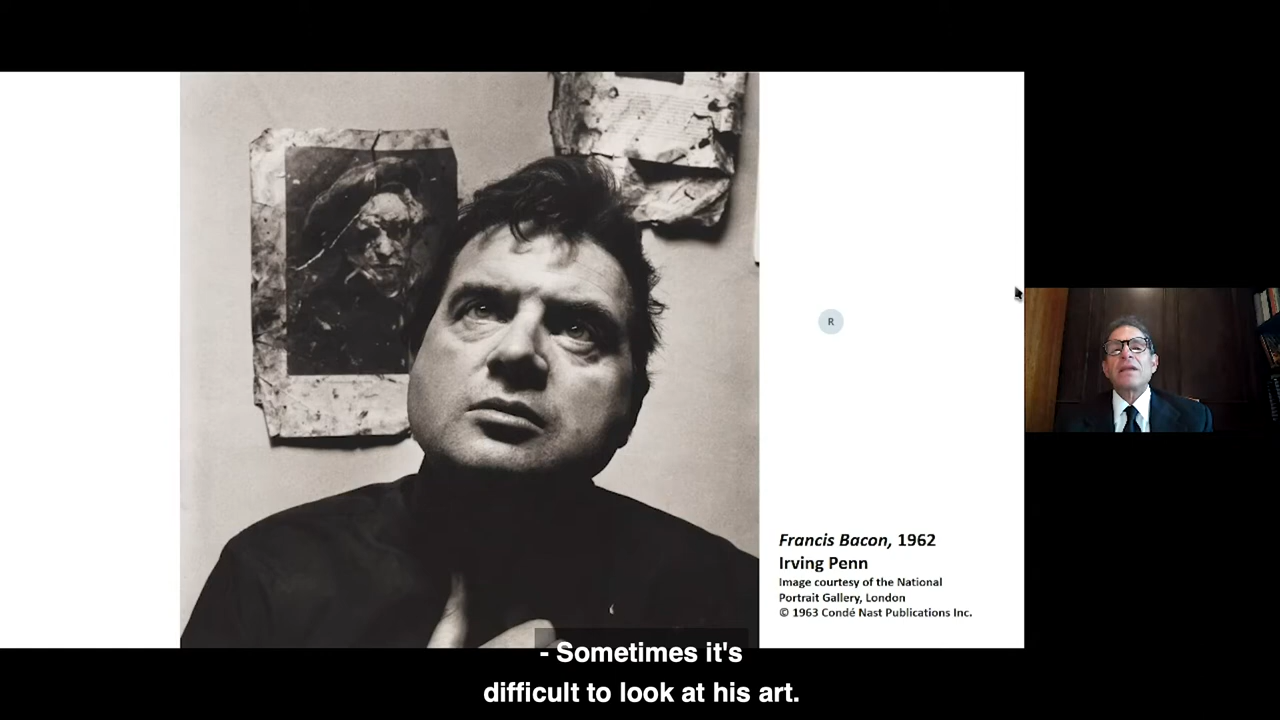 R
Francis Bacon, 1962
Irving Penn
Image courtesy of the National
Portrait Gallery, London
© 1963 Condé Nast Publications Inc.
- Sometimes it's
difficult to look at his art.